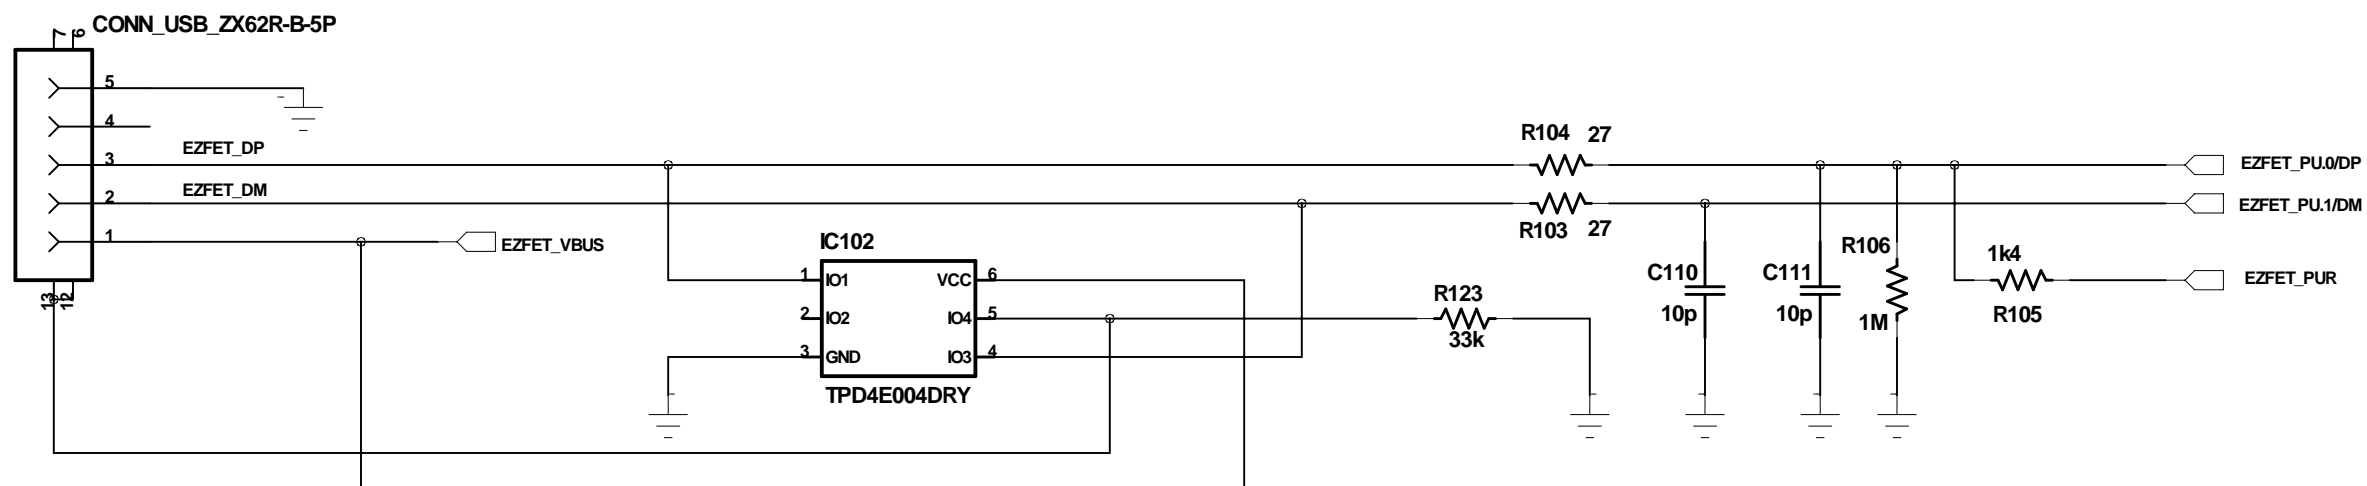 CONN_USB_ZX62R-B-5P
7
6
5
4
EZFET_DP
3
EZFET_DM
2
1
EZFET_VBUS
13
12
IC102
1
IO1
VCC
6
2
IO2
IO4
5
3
GND
IO3
4
TPD4E004DRY
R104 27
R103 27
R123
33k
C110
10p
C111
10p
R106
1M
1k4
R105
EZFET_PU.0/DP
EZFET_PU.1/DM
EZFET_PUR